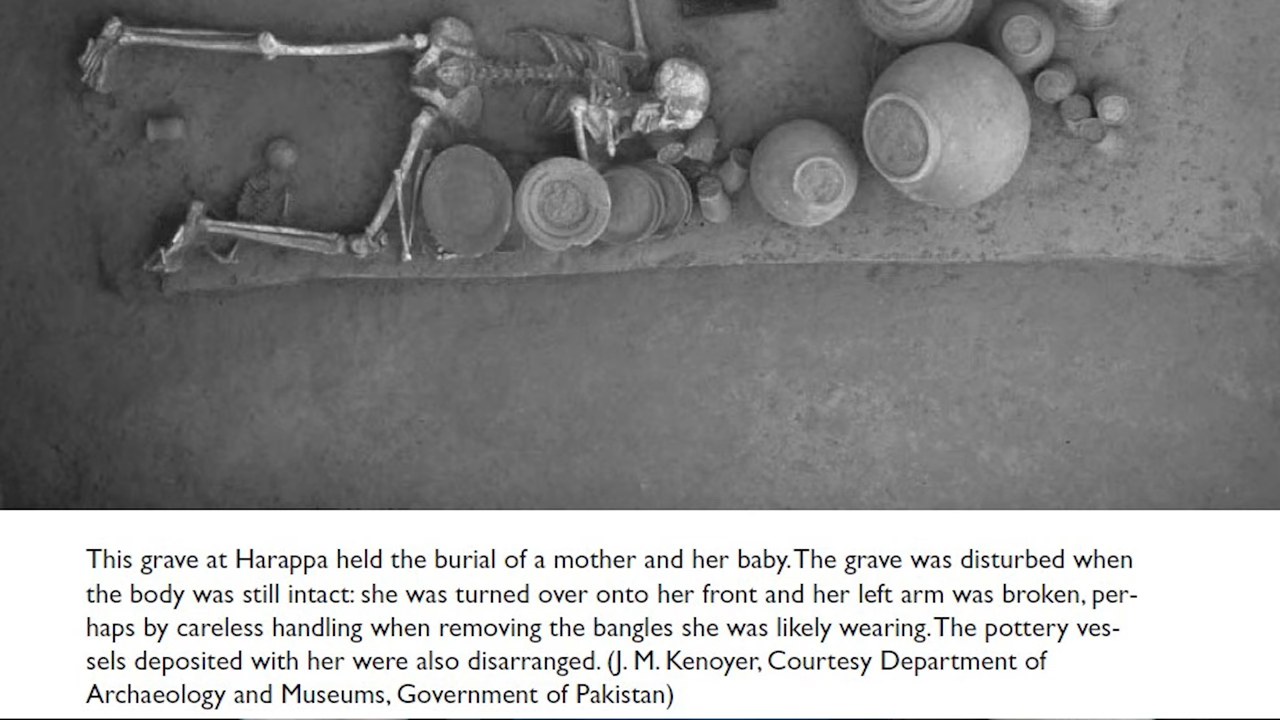 This grave at Harappa held the burial of a mother and her baby. The grave was disturbed when
the body was still intact: she was turned over onto her front and her left arm was broken, per-
haps by careless handling when removing the bangles she was likely wearing. The pottery ves-
sels deposited with her were also disarranged. (J. M. Kenoyer, Courtesy Department of
Archaeology and Museums, Government of Pakistan)